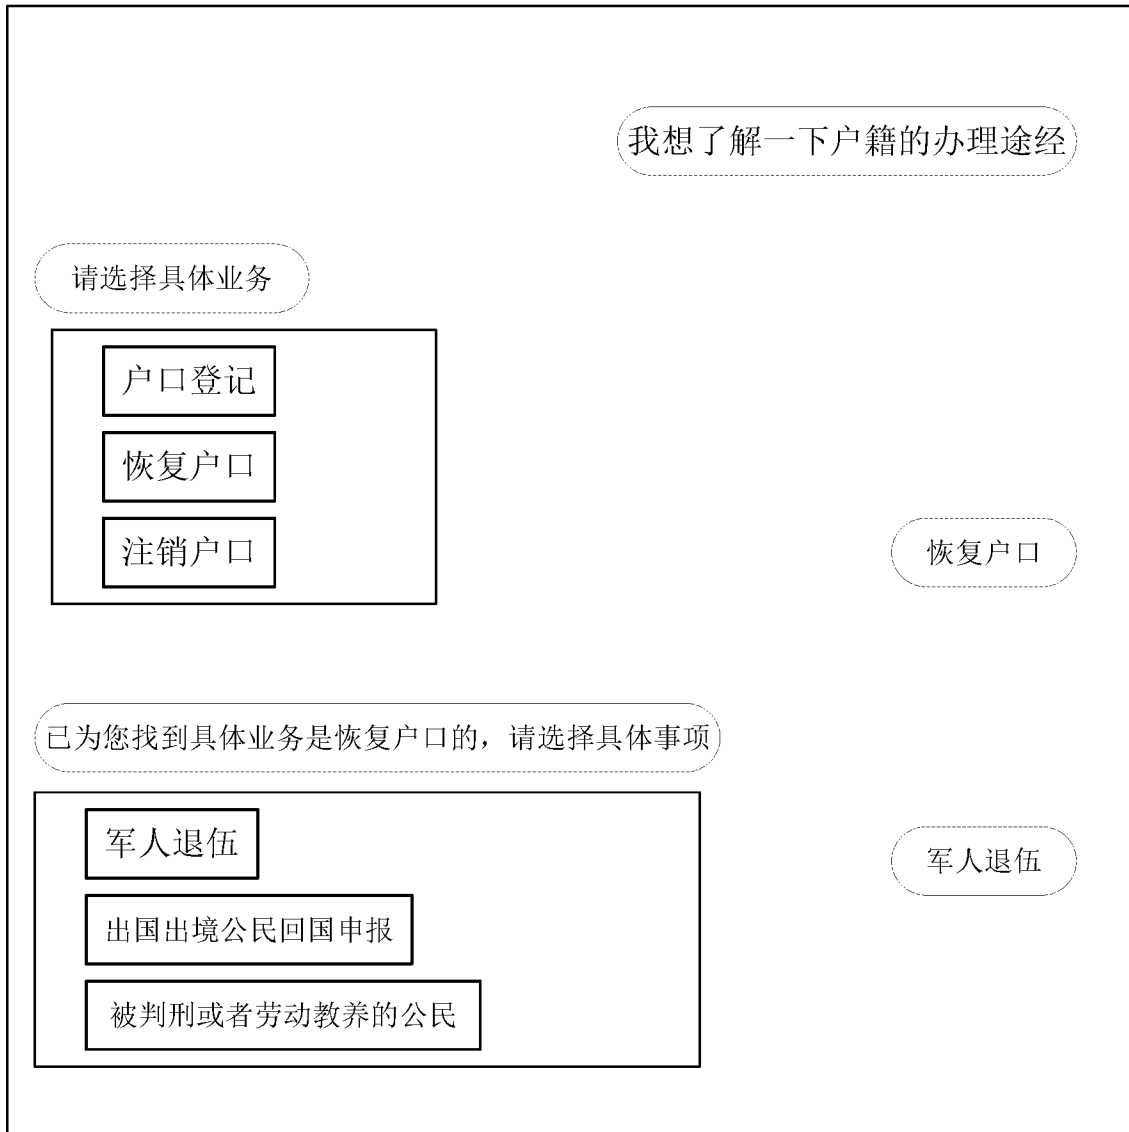 我想了解一下户籍的办理途经
请选择具体业务
户口登记
恢复户口
注销户口
恢复户口
已为您找到具体业务是恢复户口的，请选择具体事项
军人退伍
军人退伍
出国出境公民回国申报
被判刑或者劳动教养的公民